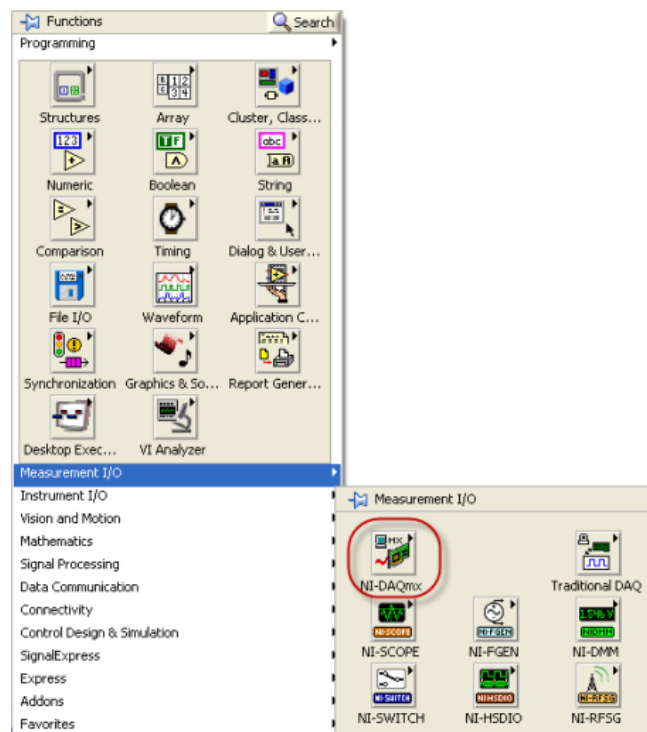 Functions Search
Programming
Structures Array Cluster, Class...
Numeric Boolean String
Comparison Timing Dialog & User...
File I/O Waveform Application C...
Synchronization Graphics & So... Report Gener...
Desktop Exec... VI Analyzer
Measurement I/O
Instrument I/O
Vision and Motion
Mathematics
Signal Processing
Data Communication
Connectivity
Control Design & Simulation
SignalExpress
Express
Addons
Favorites
Measurement I/O
NI-DAQmx Traditional DAQ
NI-SCOPE NI-FGEN NI-DMM
NI-SWITCH NI-HSDIO NI-RFSG